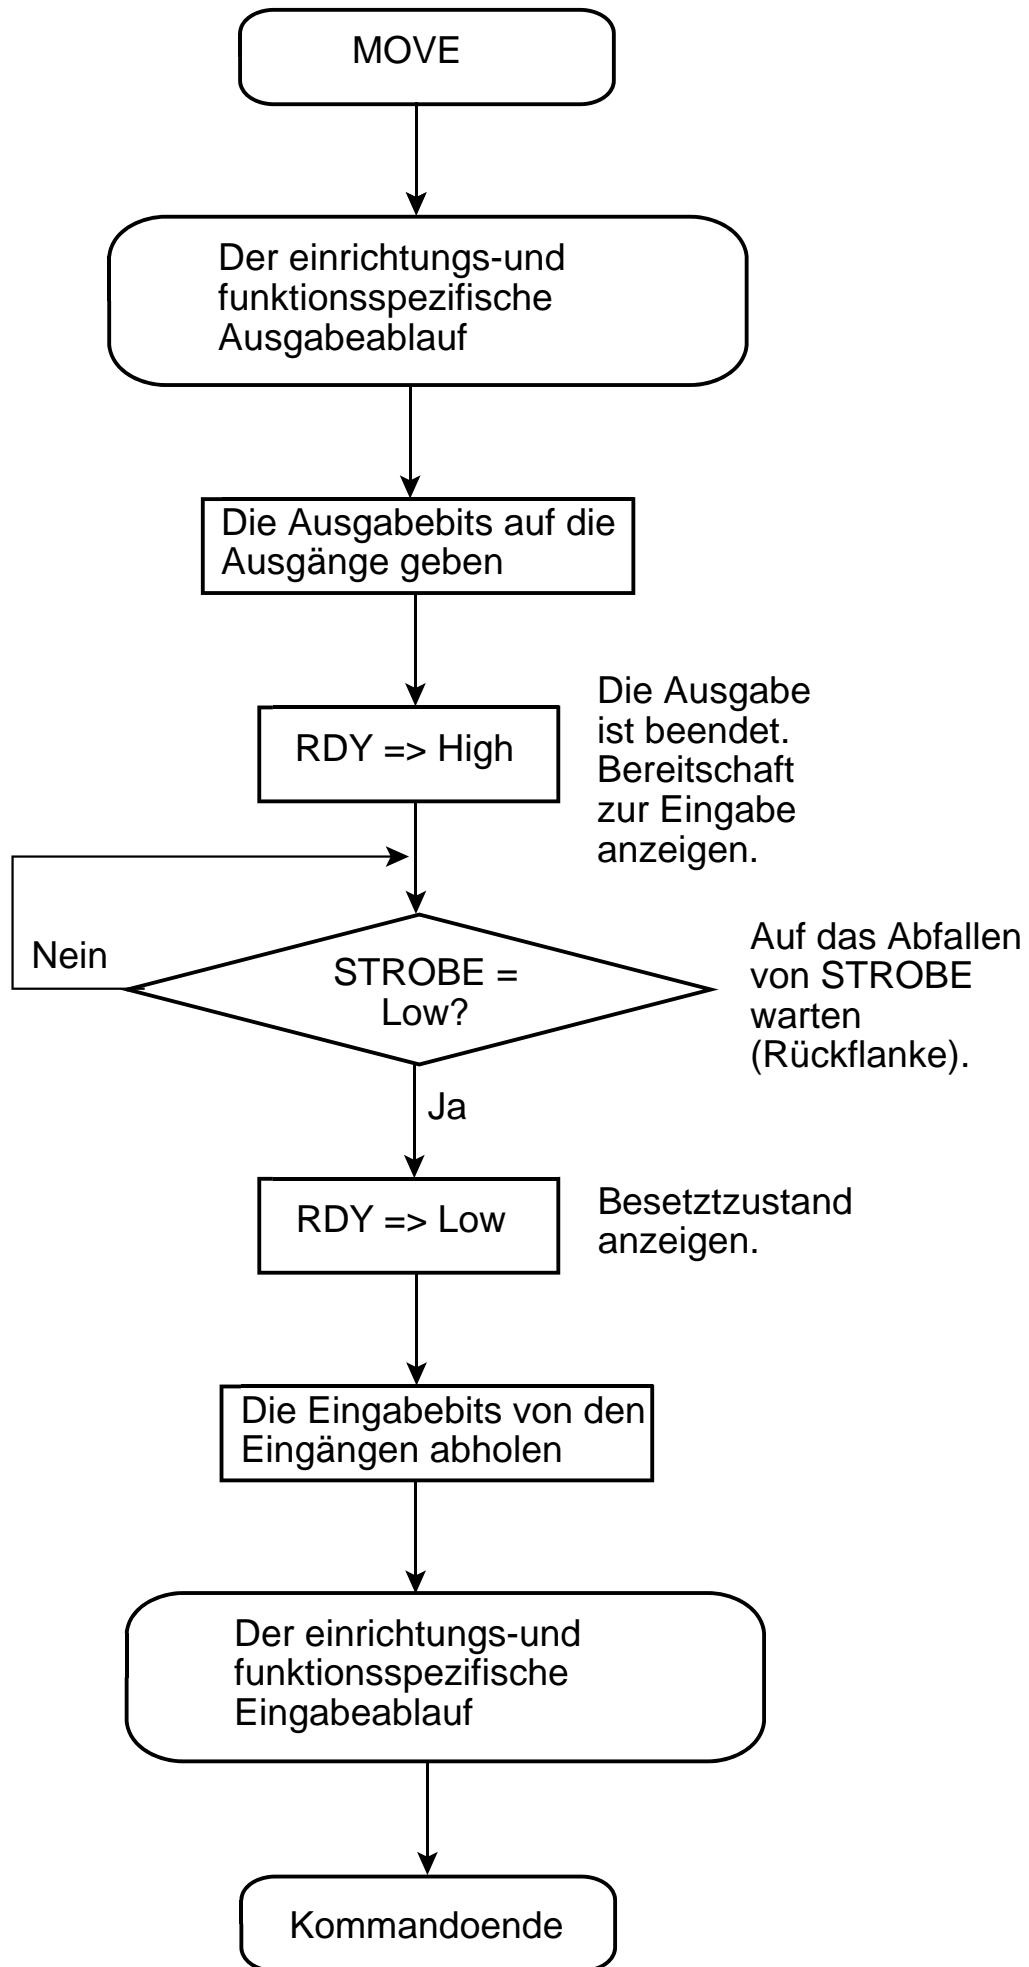 MOVE
Der einrichtungs-und
funktionsspezifische
Ausgabeablauf
Die Ausgabebits auf die
Ausgänge geben
RDY => High
Die Ausgabe
ist beendet.
Bereitschaft
zur Eingabe
anzeigen.
Nein
STROBE =
Low?
Auf das Abfallen
von STROBE
warten
(Rückflanke).
Ja
RDY => Low
Besetztzustand
anzeigen.
Die Eingabebits von den
Eingängen abholen
Der einrichtungs-und
funktionsspezifische
Eingabeablauf
Kommandoende